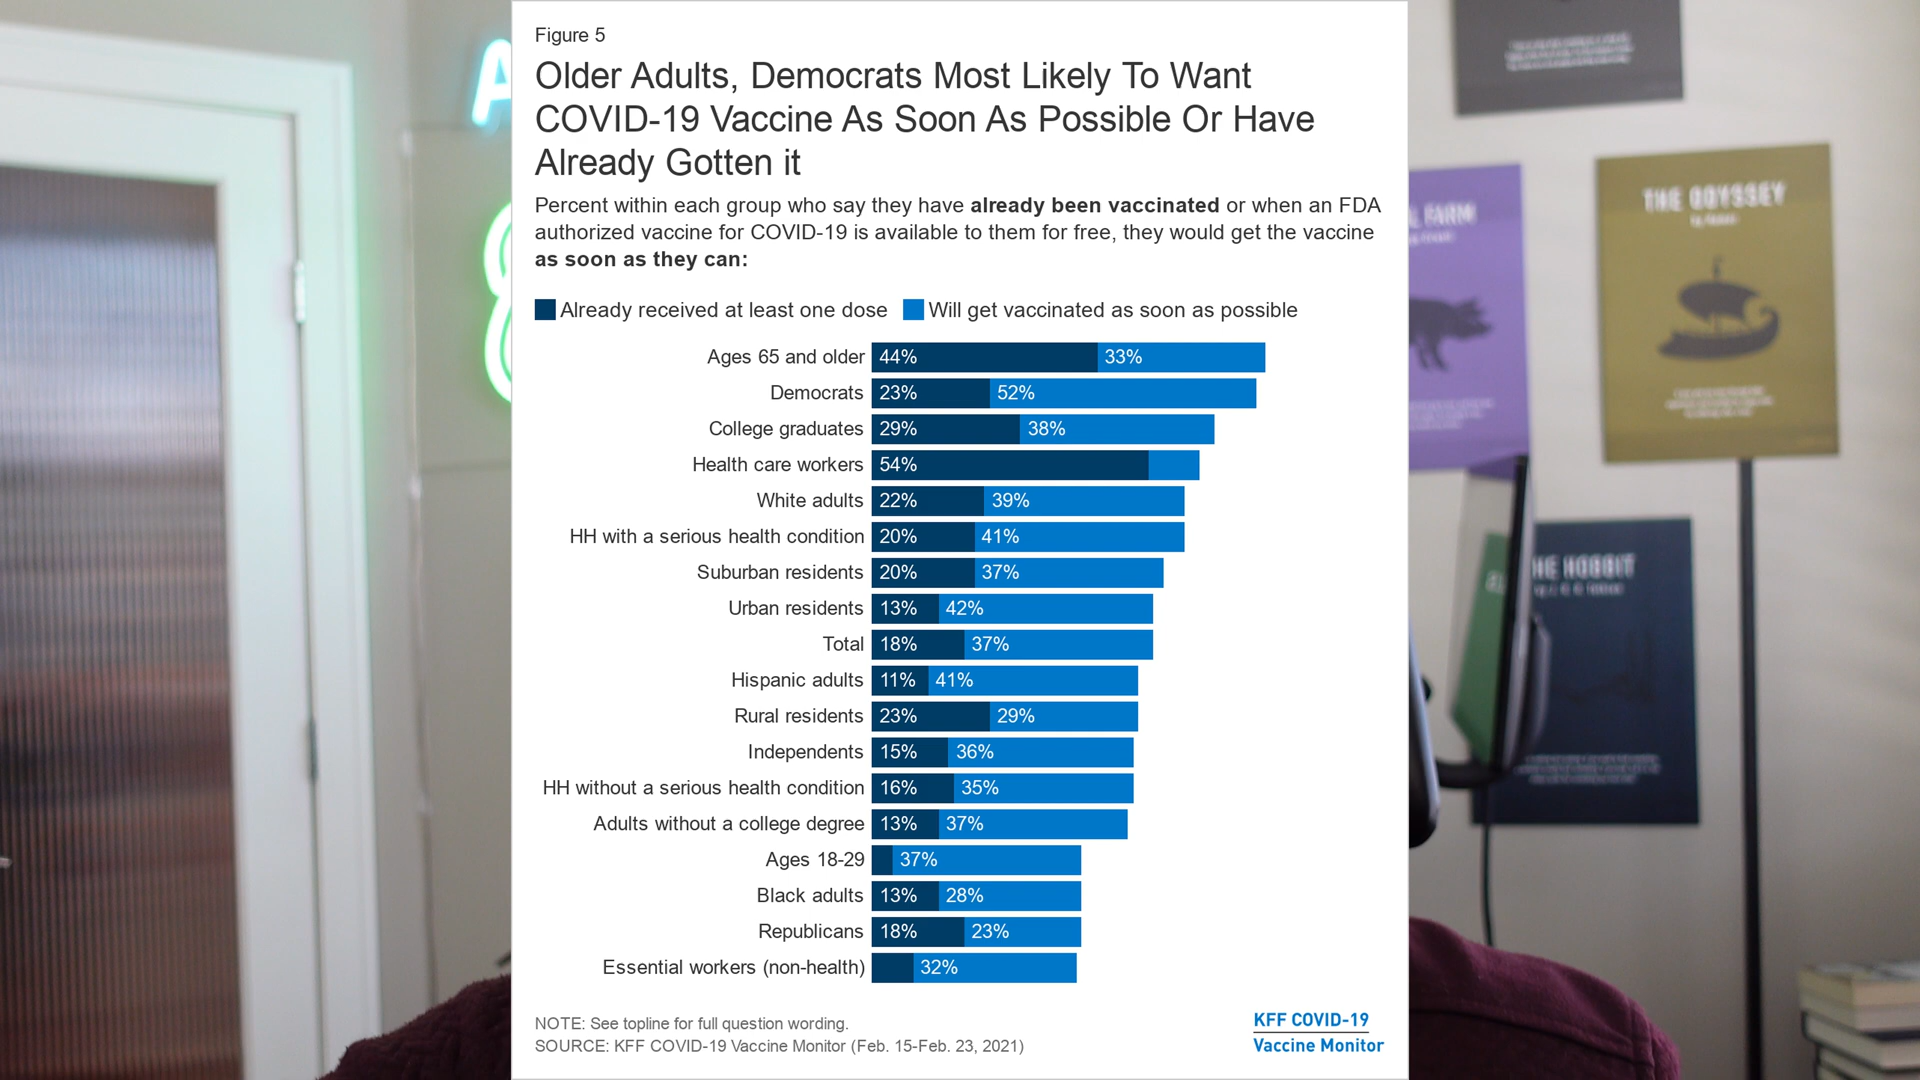 Figure 5
Older Adults, Democrats Most Likely To Want
COVID-19 Vaccine As Soon As Possible Or Have
Already Gotten it
Percent within each group who say they have already been vaccinated or when an FDA
authorized vaccine for COVID-19 is available to them for free, they would get the vaccine
as soon as they can:
Already received at least one dose Will get vaccinated as soon as possible
Ages 65 and older 44% 33%
Democrats 23% 52%
College graduates 29% 38%
Health care workers 54%
White adults 22% 39%
HH with a serious health condition 20% 41%
Suburban residents 20% 37%
Urban residents 13% 42%
Total 18% 37%
Hispanic adults 11% 41%
Rural residents 23% 29%
Independents 15% 36%
HH without a serious health condition 16% 35%
Adults without a college degree 13% 37%
Ages 18-29 37%
Black adults 13% 28%
Republicans 18% 23%
Essential workers (non-health) 32%
NOTE: See topline for full question wording.
SOURCE: KFF COVID-19 Vaccine Monitor (Feb. 15-Feb. 23, 2021)
KFF COVID-19
Vaccine Monitor
A
FARM
THE ODYSSEY
HE HOBBIT